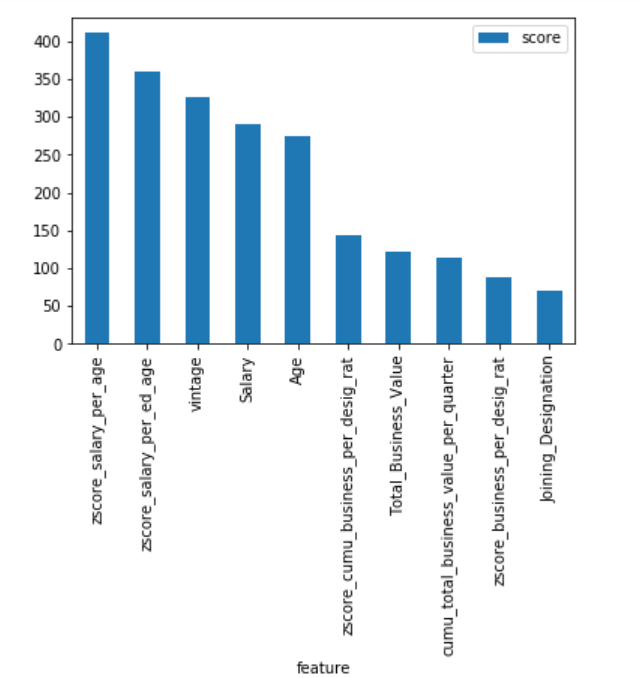 400
350
300
250
200
150
100
50
0
score
zscore_salary_per_age
zscore_salary_per_ed_age
vintage
Salary
Age
zscore_cumu_business_per_desig_rat
Total_Business_Value
cumu_total_business_value_per_quarter
zscore_business_per_desig_rat
Joining_Designation
feature